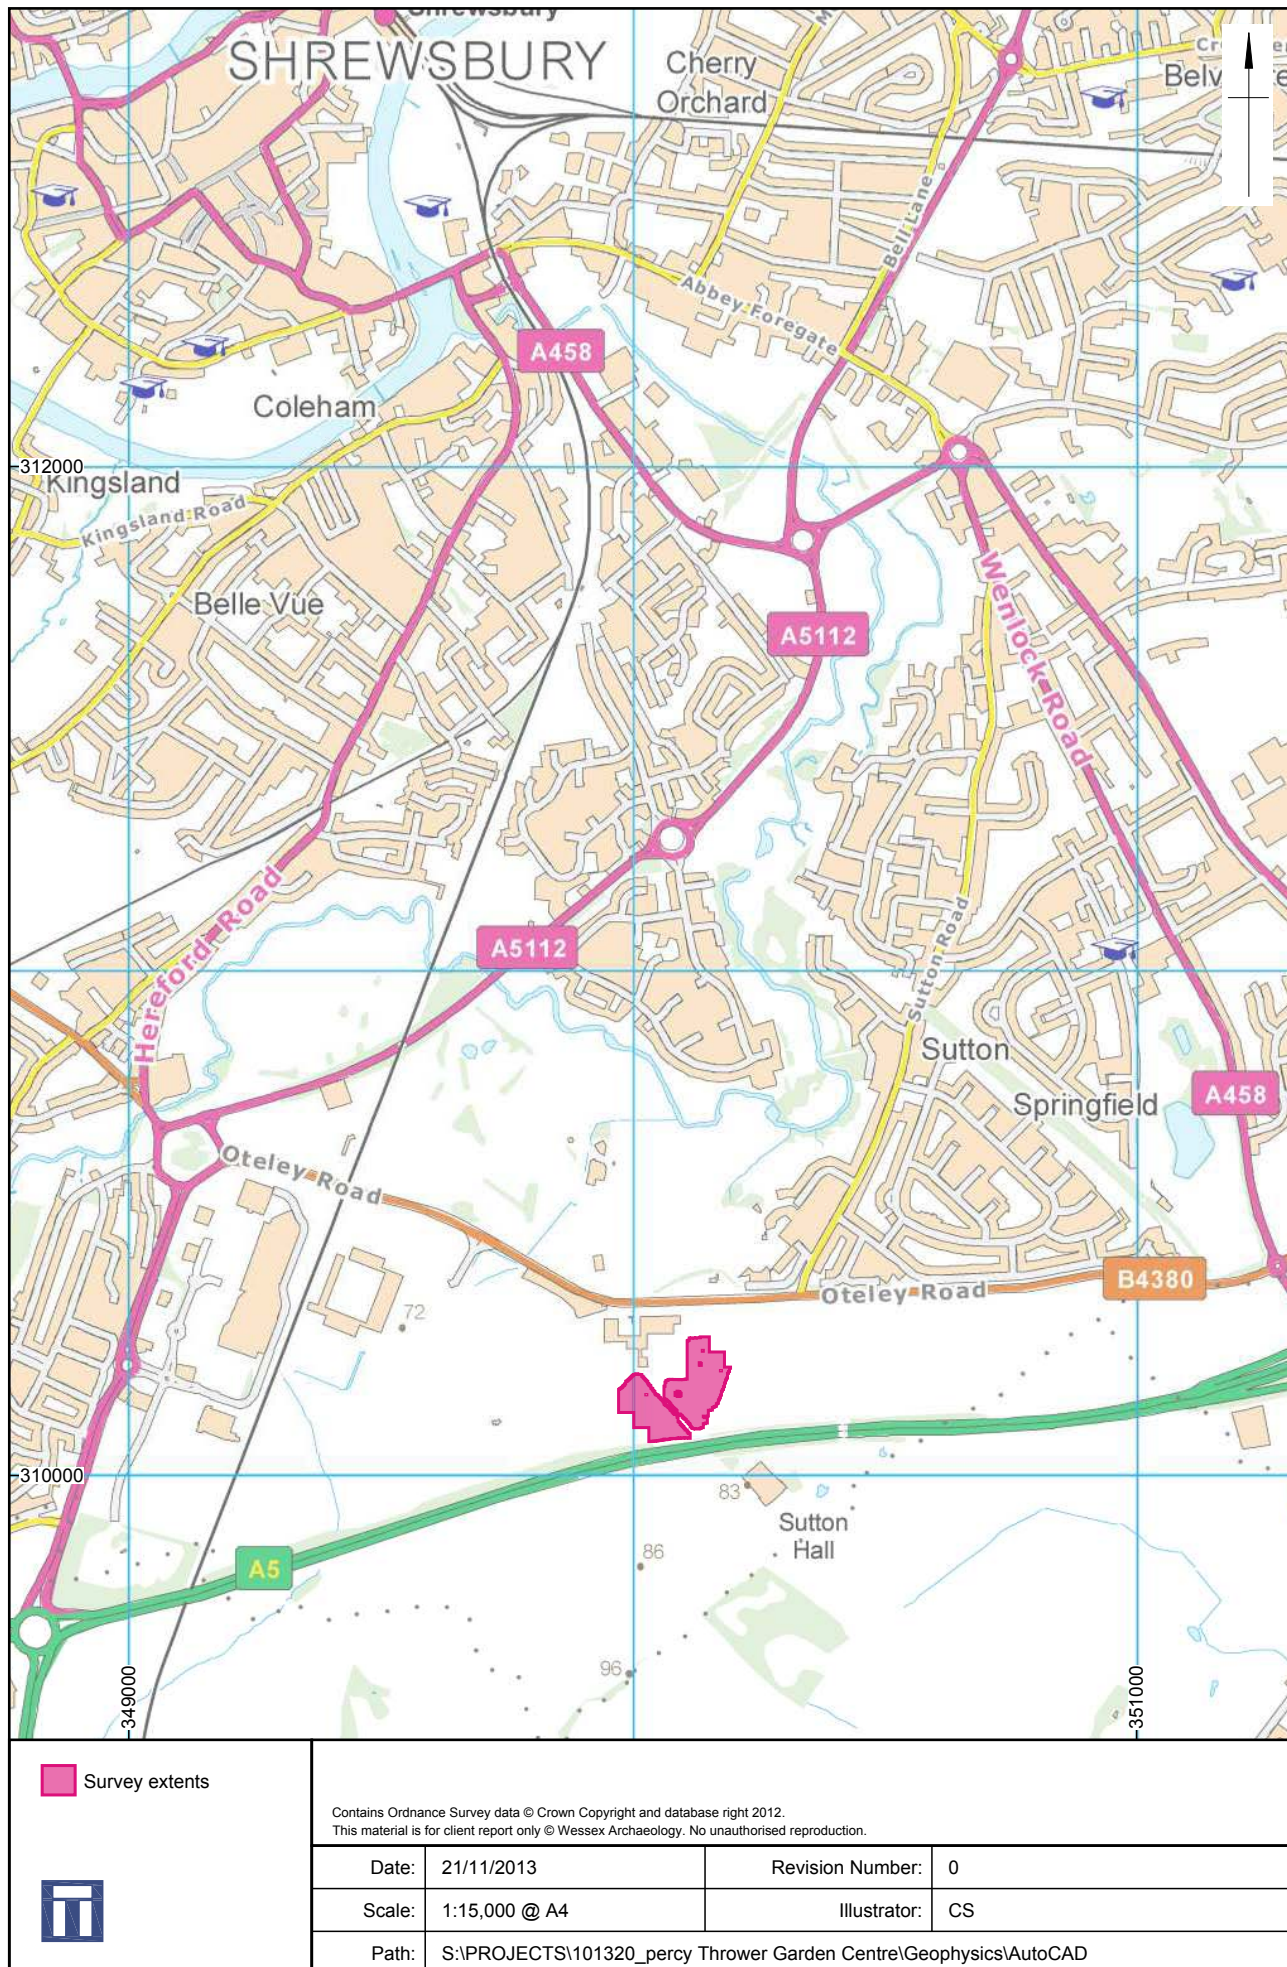 Shrewsbury
SHREWSBURY
Cherry
Orchard
Bell Lane
Abbey Foregate
A458
Coleham
312000
Kingsland
Kingsland Road
Belle Vue
A5112
Wenlock Road
Hereford Road
A5112
Sutton Road
Sutton
Springfield
A458
Oteley Road
B4380
Oteley Road
72
310000
83
Sutton
Hall
86
A5
96
349000
351000
Survey extents
Contains Ordnance Survey data © Crown Copyright and database right 2012.
This material is for client report only © Wessex Archaeology. No unauthorised reproduction.
Date: 21/11/2013 Revision Number: 0
Scale: 1:15,000 @ A4 Illustrator: CS
Path: S:\PROJECTS\101320_percy Thrower Garden Centre\Geophysics\AutoCAD